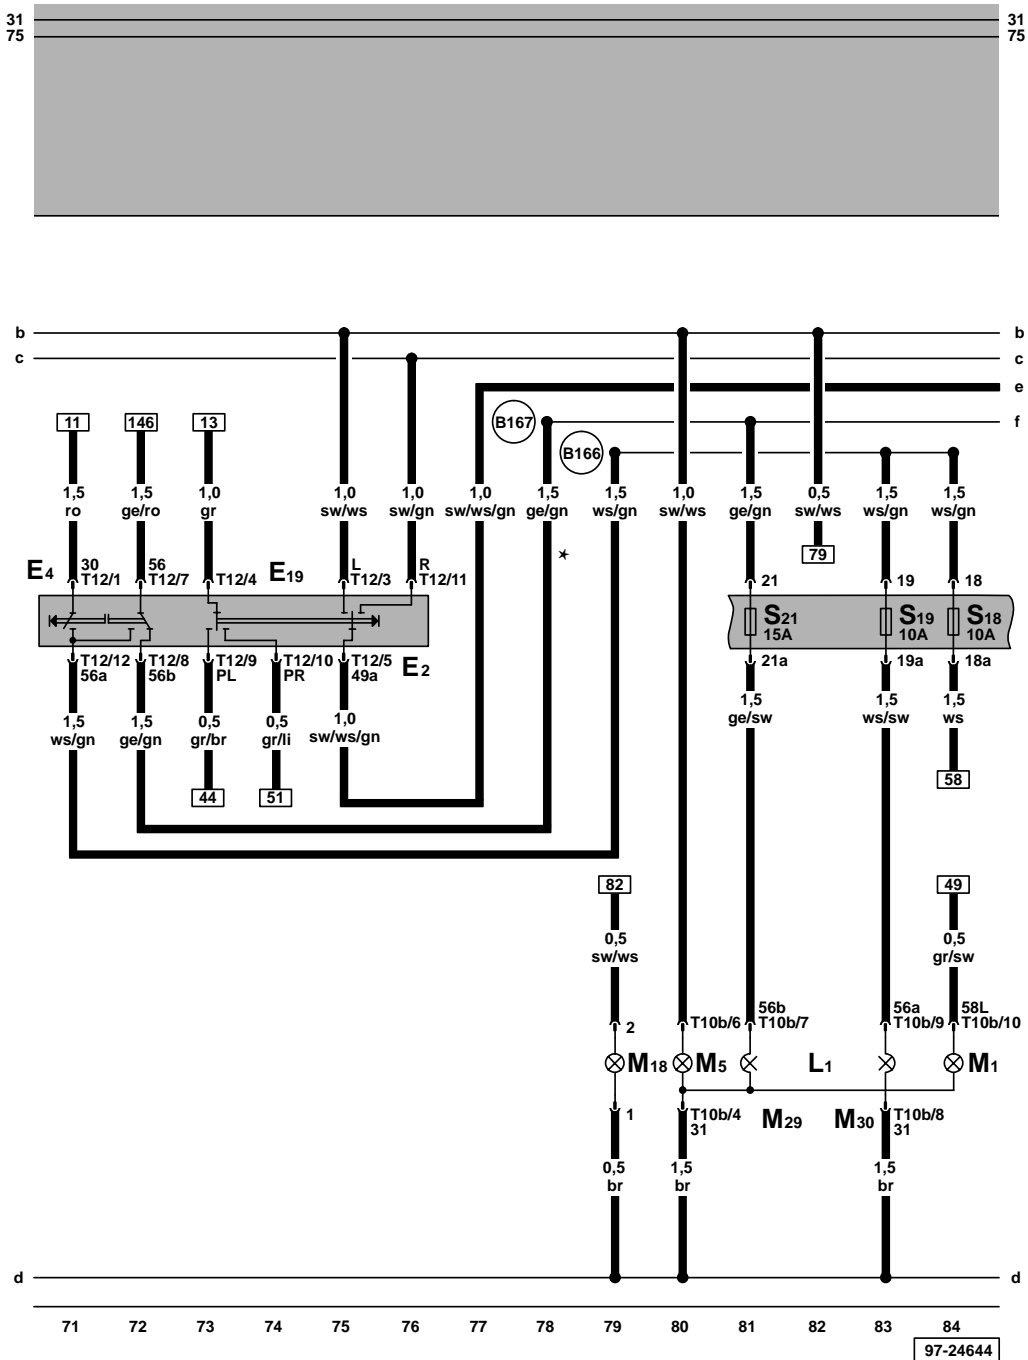 31 31
75 75
b b
c c
e
f
B167
B166
11 146 13
1,5 1,5 1,0 1,0 1,0 1,0 1,5 1,5 1,0 1,5 0,5 1,5 1,5
ro ge/ro gr sw/ws sw/gn sw/ws/gn ge/gn ws/gn sw/ws ge/gn sw/ws ws/gn ws/gn
79
E4 30 56 E19 L R 21 19 18
T12/1 T12/7 T12/4 T12/3 T12/11
S21 S19 S18
15A 10A 10A
T12/12 T12/8 T12/9 T12/10 T12/5 E2 21a 19a 18a
56a 56b PL PR 49a
1,5 1,5 0,5 0,5 1,0 1,5 1,5 1,5
ws/gn ge/gn gr/br gr/li sw/ws/gn ge/sw ws/sw ws
44 51 58
82 49
0,5 0,5
sw/ws gr/sw
56b 56a 58L
2 T10b/6 T10b/7 T10b/9 T10b/10
M18 M5 L1 M1
1 T10b/4 M29 M30 T10b/8
31 31
0,5 1,5 1,5
br br br
d d
71 72 73 74 75 76 77 78 79 80 81 82 83 84
97-24644